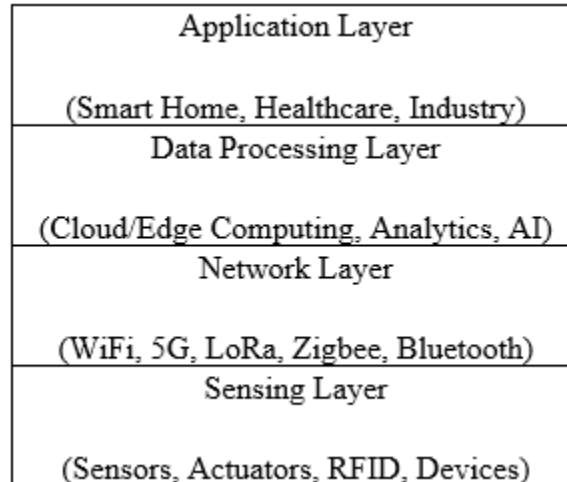 Application Layer
(Smart Home, Healthcare, Industry)
Data Processing Layer
(Cloud/Edge Computing, Analytics, AI)
Network Layer
(WiFi, 5G, LoRa, Zigbee, Bluetooth)
Sensing Layer
(Sensors, Actuators, RFID, Devices)